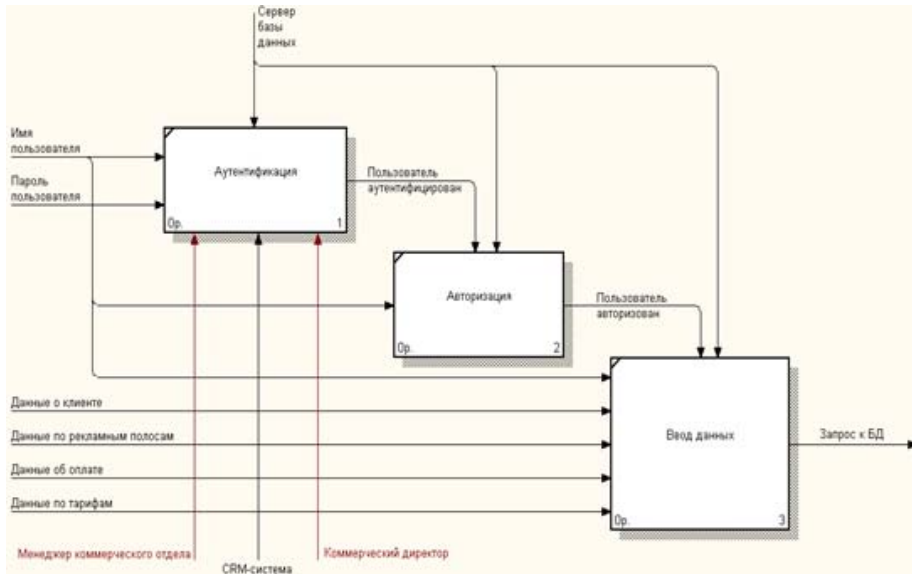 Сервер
базы
данных
Имя
пользователя
Аутентификация
Пользователь
аутентифицирован
Пароль
пользователя
0р.
1
Авторизация
Пользователь
авторизован
0р.
2
Данные о клиенте
Данные по рекламным полосам
Ввод данных
Запрос к БД
Данные об оплате
Данные по тарифам
0р.
3
Менеджер коммерческого отдела
Коммерческий директор
CRM-система